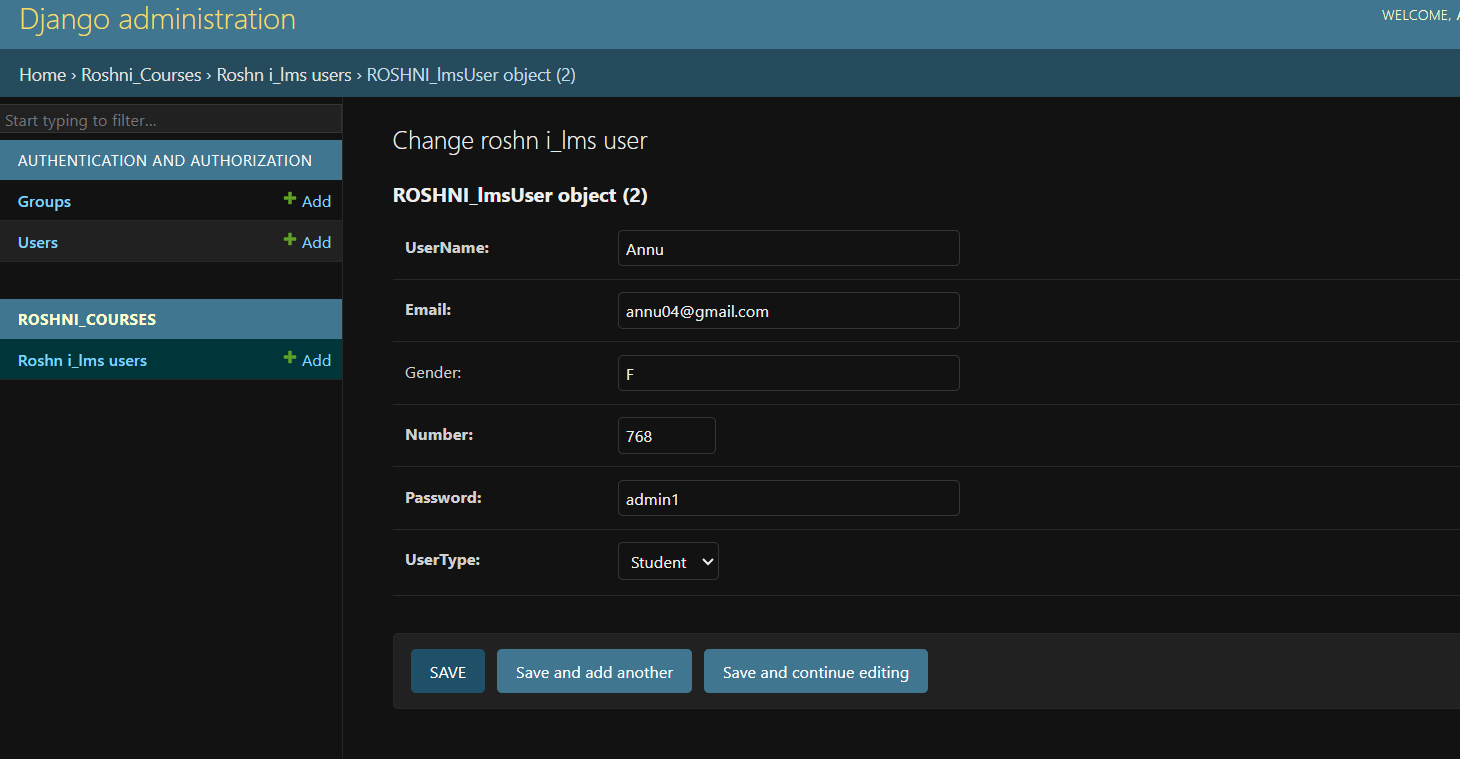 Django administration
WELCOME,
Home › Roshni_Courses › Roshn i_lms users › ROSHNI_lmsUser object (2)
Start typing to filter...
AUTHENTICATION AND AUTHORIZATION
Groups + Add
Users + Add
ROSHNI_COURSES
Roshn i_lms users + Add
Change roshn i_lms user
ROSHNI_lmsUser object (2)
UserName: Annu
Email: annu04@gmail.com
Gender: F
Number: 768
Password: admin1
UserType: Student
SAVE Save and add another Save and continue editing